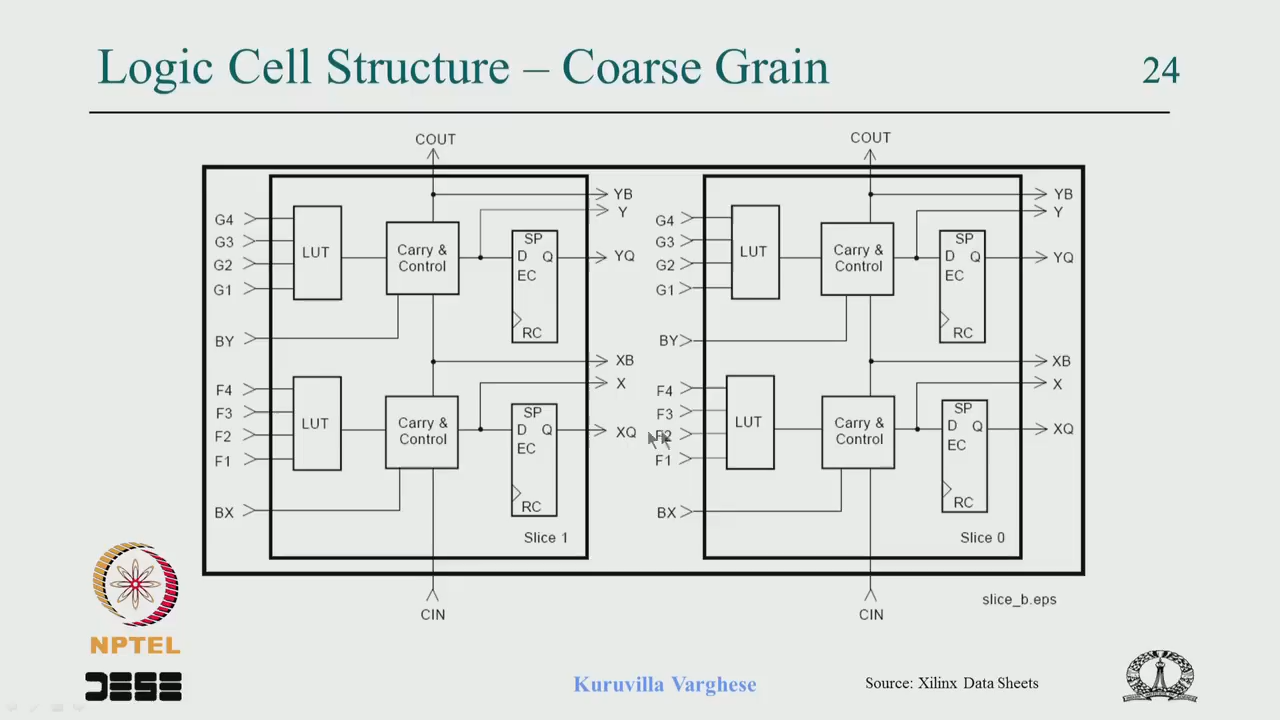 Logic Cell Structure – Coarse Grain
24
COUT
COUT
YB
Y
G4
G3
G2
G1
LUT
Carry &
Control
SP
D Q
EC
RC
YQ
BY
XB
X
F4
F3
F2
F1
LUT
Carry &
Control
SP
D Q
EC
RC
XQ
BX
Slice 1
CIN
YB
Y
G4
G3
G2
G1
LUT
Carry &
Control
SP
D Q
EC
RC
YQ
BY
XB
X
F4
F3
F2
F1
LUT
Carry &
Control
SP
D Q
EC
RC
XQ
BX
Slice 0
CIN
slice_b.eps
NPTEL
DESE
Kuruvilla Varghese
Source: Xilinx Data Sheets